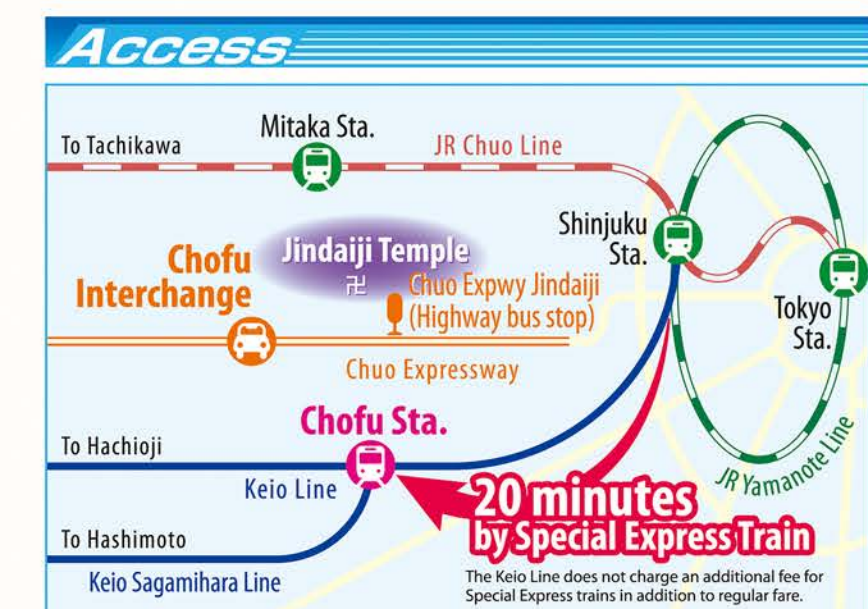 Access
To Tachikawa
Mitaka Sta.
JR Chuo Line
Shinjuku
Sta.
Tokyo
Sta.
Chofu
Interchange
Jindaiji Temple
卍
Chuo Expwy Jindaiji
(Highway bus stop)
Chuo Expressway
Chofu Sta.
To Hachioji
Keio Line
JR Yamanote Line
20 minutes
by Special Express Train
To Hashimoto
Keio Sagamihara Line
The Keio Line does not charge an additional fee for
Special Express trains in addition to regular fare.